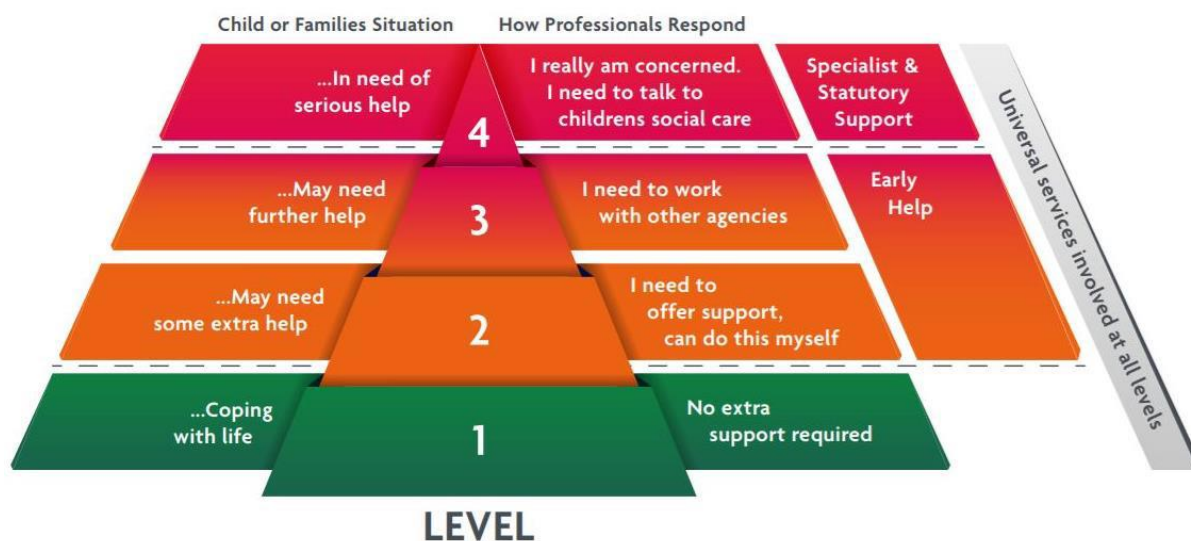 Child or Families Situation
How Professionals Respond
...In need of
serious help
4
I really am concerned.
I need to talk to
childrens social care
Specialist &
Statutory
Support
...May need
further help
3
I need to work
with other agencies
Early
Help
...May need
some extra help
2
I need to
offer support,
can do this myself
...Coping
with life
1
No extra
support required
Universal services involved at all levels
LEVEL